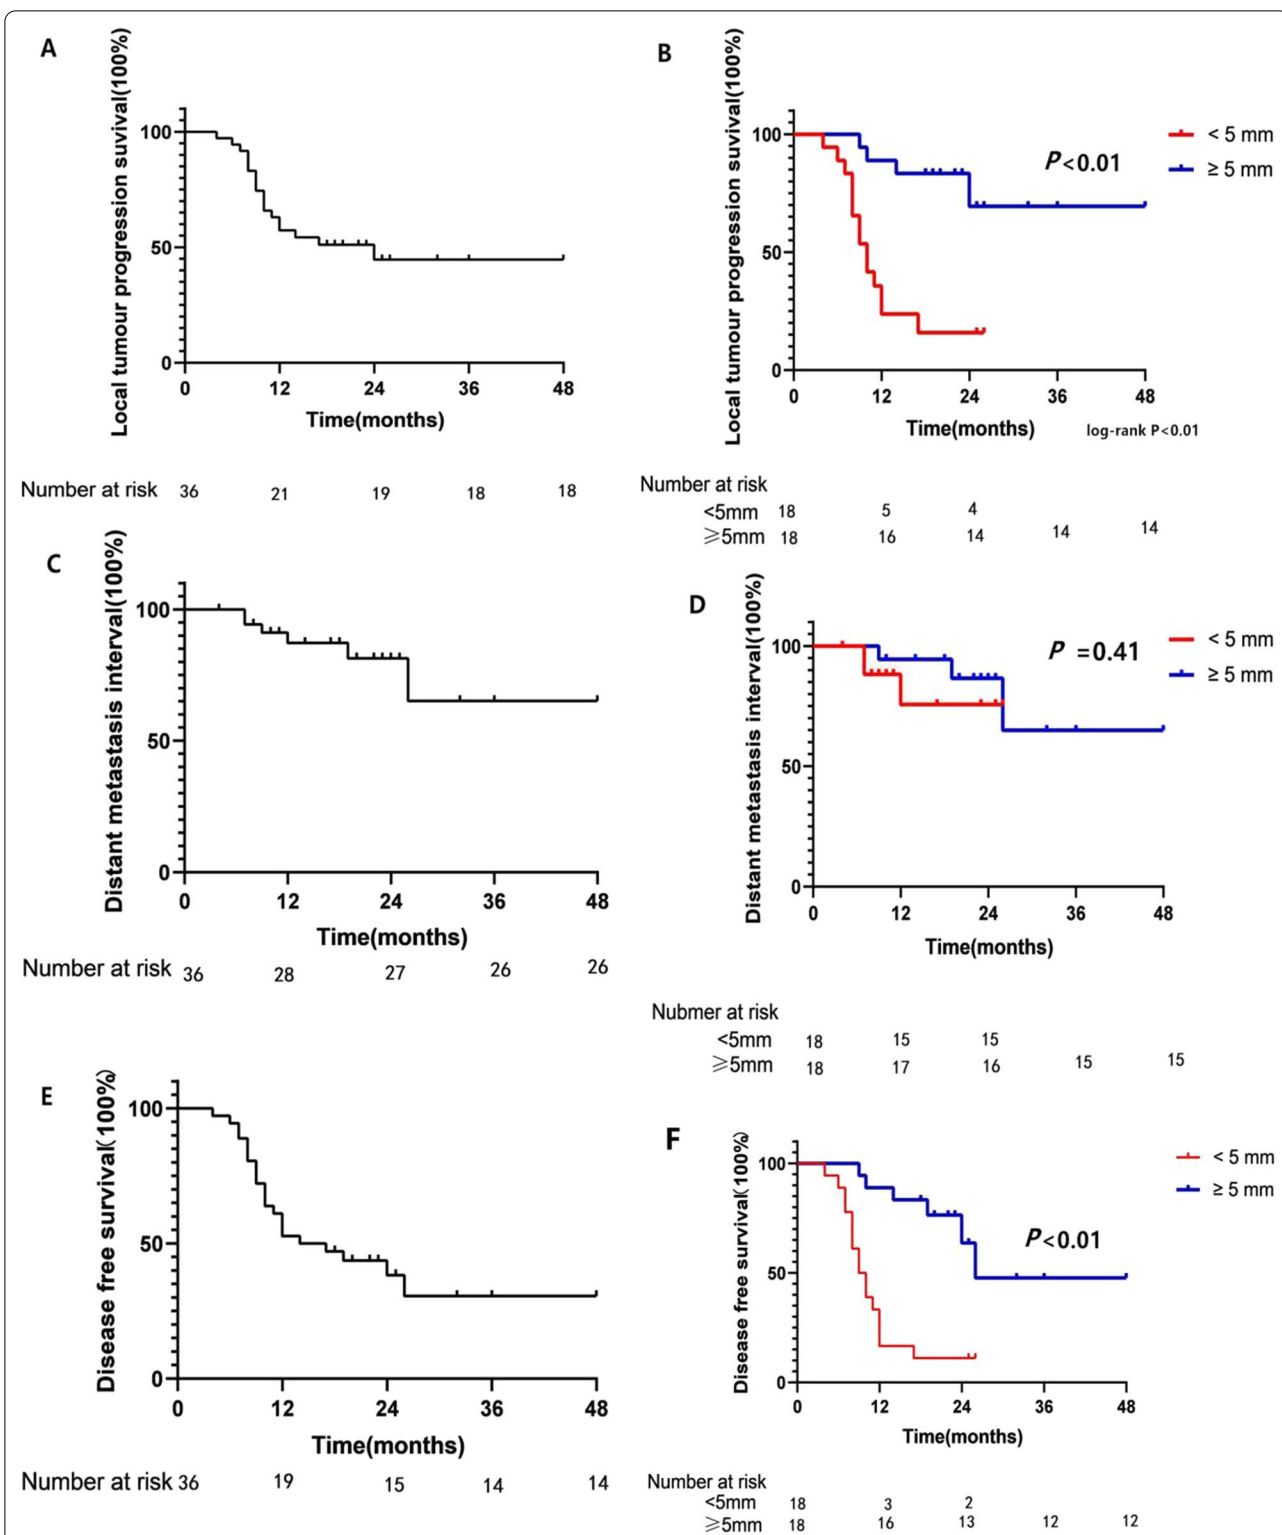 A
Local tumour progression suvival(100%)
100
50
0
0 12 24 36 48
Time(months)
Number at risk 36 21 19 18 18
B
Local tumour progression suvival(100%)
100
50
0
0 12 24 36 48
Time(months)
P<0.01
< 5 mm
≥ 5 mm
log-rank P<0.01
Number at risk
<5mm 18 5 4
≥5mm 18 16 14 14 14
C
Distant metastasis interval(100%)
100
50
0
0 12 24 36 48
Time(months)
Number at risk 36 28 27 26 26
D
Distant metastasis interval(100%)
100
50
0
0 12 24 36 48
Time(months)
P =0.41
< 5 mm
≥ 5 mm
Nubmer at risk
<5mm 18 15 15
≥5mm 18 17 16 15 15
E
Disease free survival(100%)
100
50
0
0 12 24 36 48
Time(months)
Number at risk 36 19 15 14 14
F
Disease free survival(100%)
100
50
0
0 12 24 36 48
Time(months)
P<0.01
< 5 mm
≥ 5 mm
Number at risk
<5mm 18 3 2
≥5mm 18 16 13 12 12